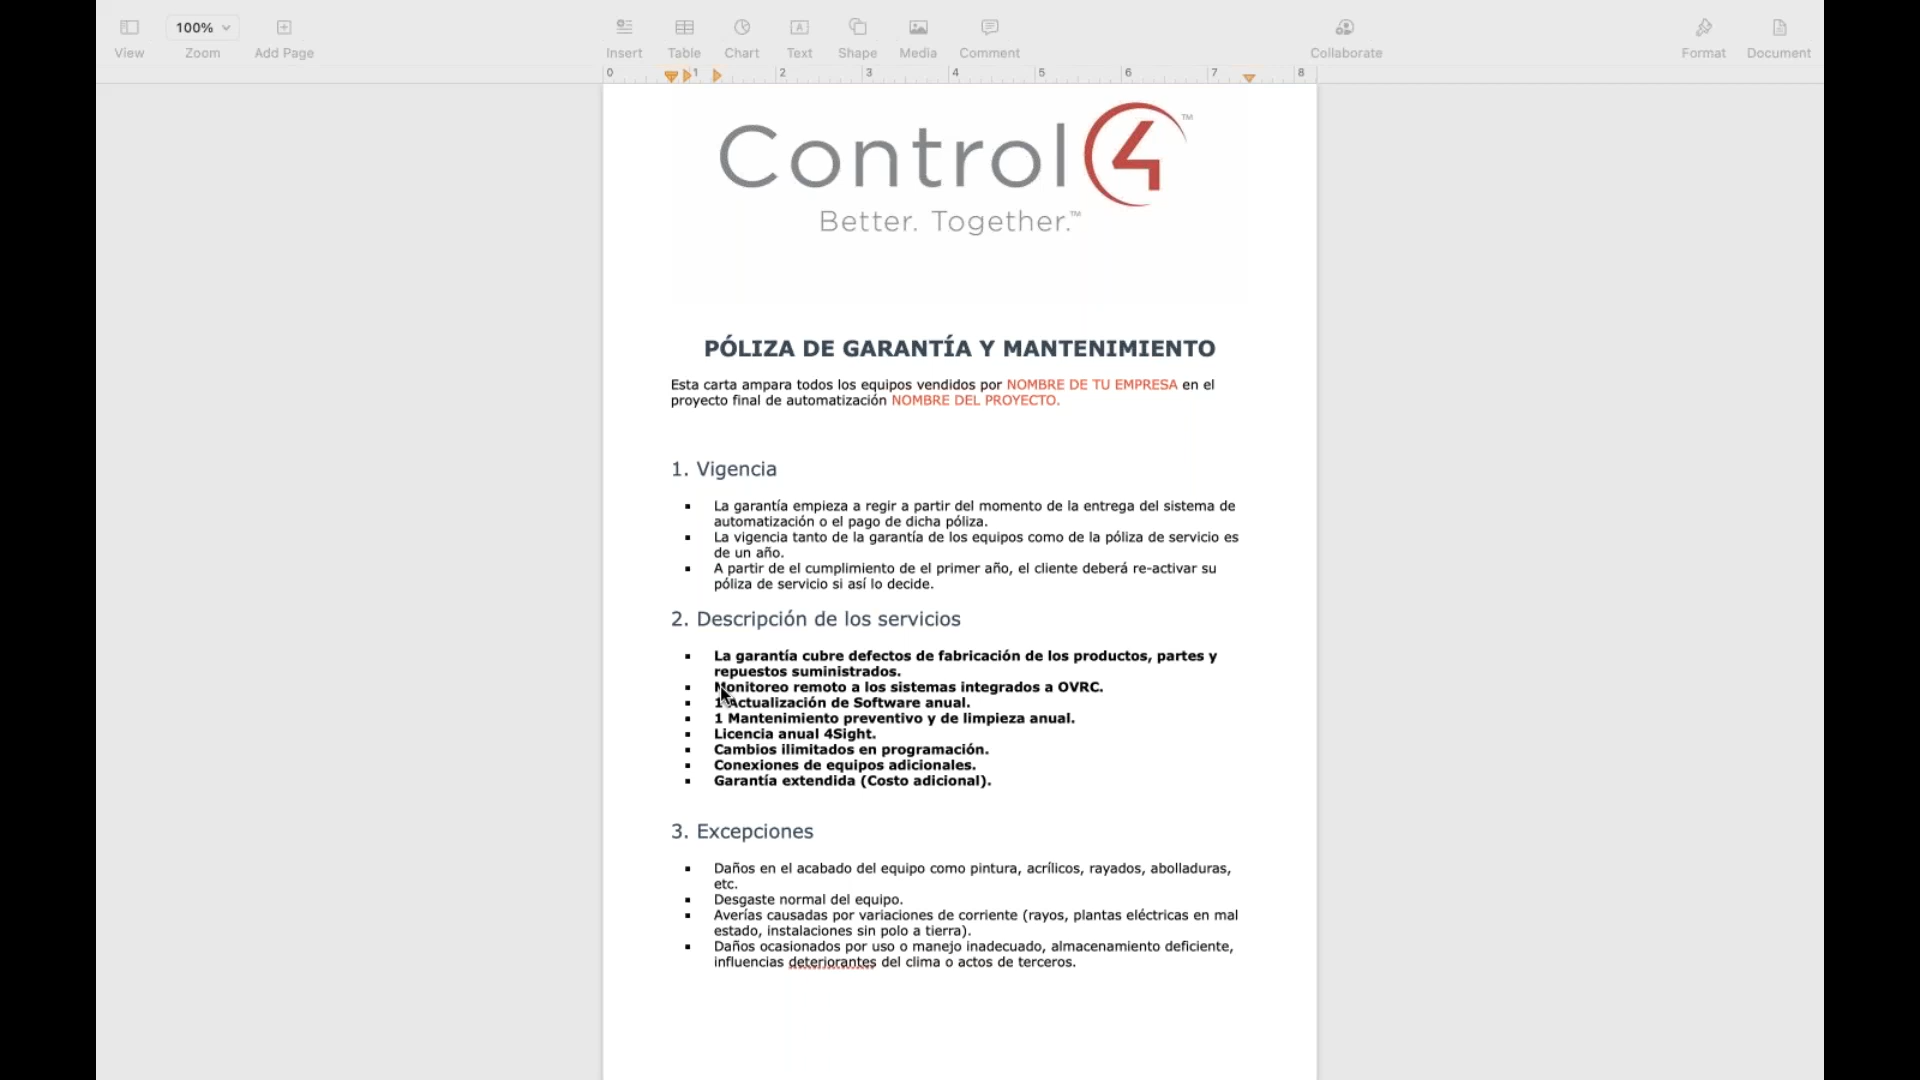 100%
View Zoom Add Page Insert Table Chart Text Shape Media Comment Collaborate Format Document
0 1 2 3 4 5 6 7 8
Control4™
Better. Together.™
PÓLIZA DE GARANTÍA Y MANTENIMIENTO
Esta carta ampara todos los equipos vendidos por NOMBRE DE TU EMPRESA en el
proyecto final de automatización NOMBRE DEL PROYECTO.
1. Vigencia
▪ La garantía empieza a regir a partir del momento de la entrega del sistema de
automatización o el pago de dicha póliza.
▪ La vigencia tanto de la garantía de los equipos como de la póliza de servicio es
de un año.
▪ A partir de el cumplimiento de el primer año, el cliente deberá re-activar su
póliza de servicio si así lo decide.
2. Descripción de los servicios
▪ La garantía cubre defectos de fabricación de los productos, partes y
repuestos suministrados.
▪ Monitoreo remoto a los sistemas integrados a OVRC.
▪ 1 Actualización de Software anual.
▪ 1 Mantenimiento preventivo y de limpieza anual.
▪ Licencia anual 4Sight.
▪ Cambios ilimitados en programación.
▪ Conexiones de equipos adicionales.
▪ Garantía extendida (Costo adicional).
3. Excepciones
▪ Daños en el acabado del equipo como pintura, acrílicos, rayados, abolladuras,
etc.
▪ Desgaste normal del equipo.
▪ Averías causadas por variaciones de corriente (rayos, plantas eléctricas en mal
estado, instalaciones sin polo a tierra).
▪ Daños ocasionados por uso o manejo inadecuado, almacenamiento deficiente,
influencias deteriorantes del clima o actos de terceros.